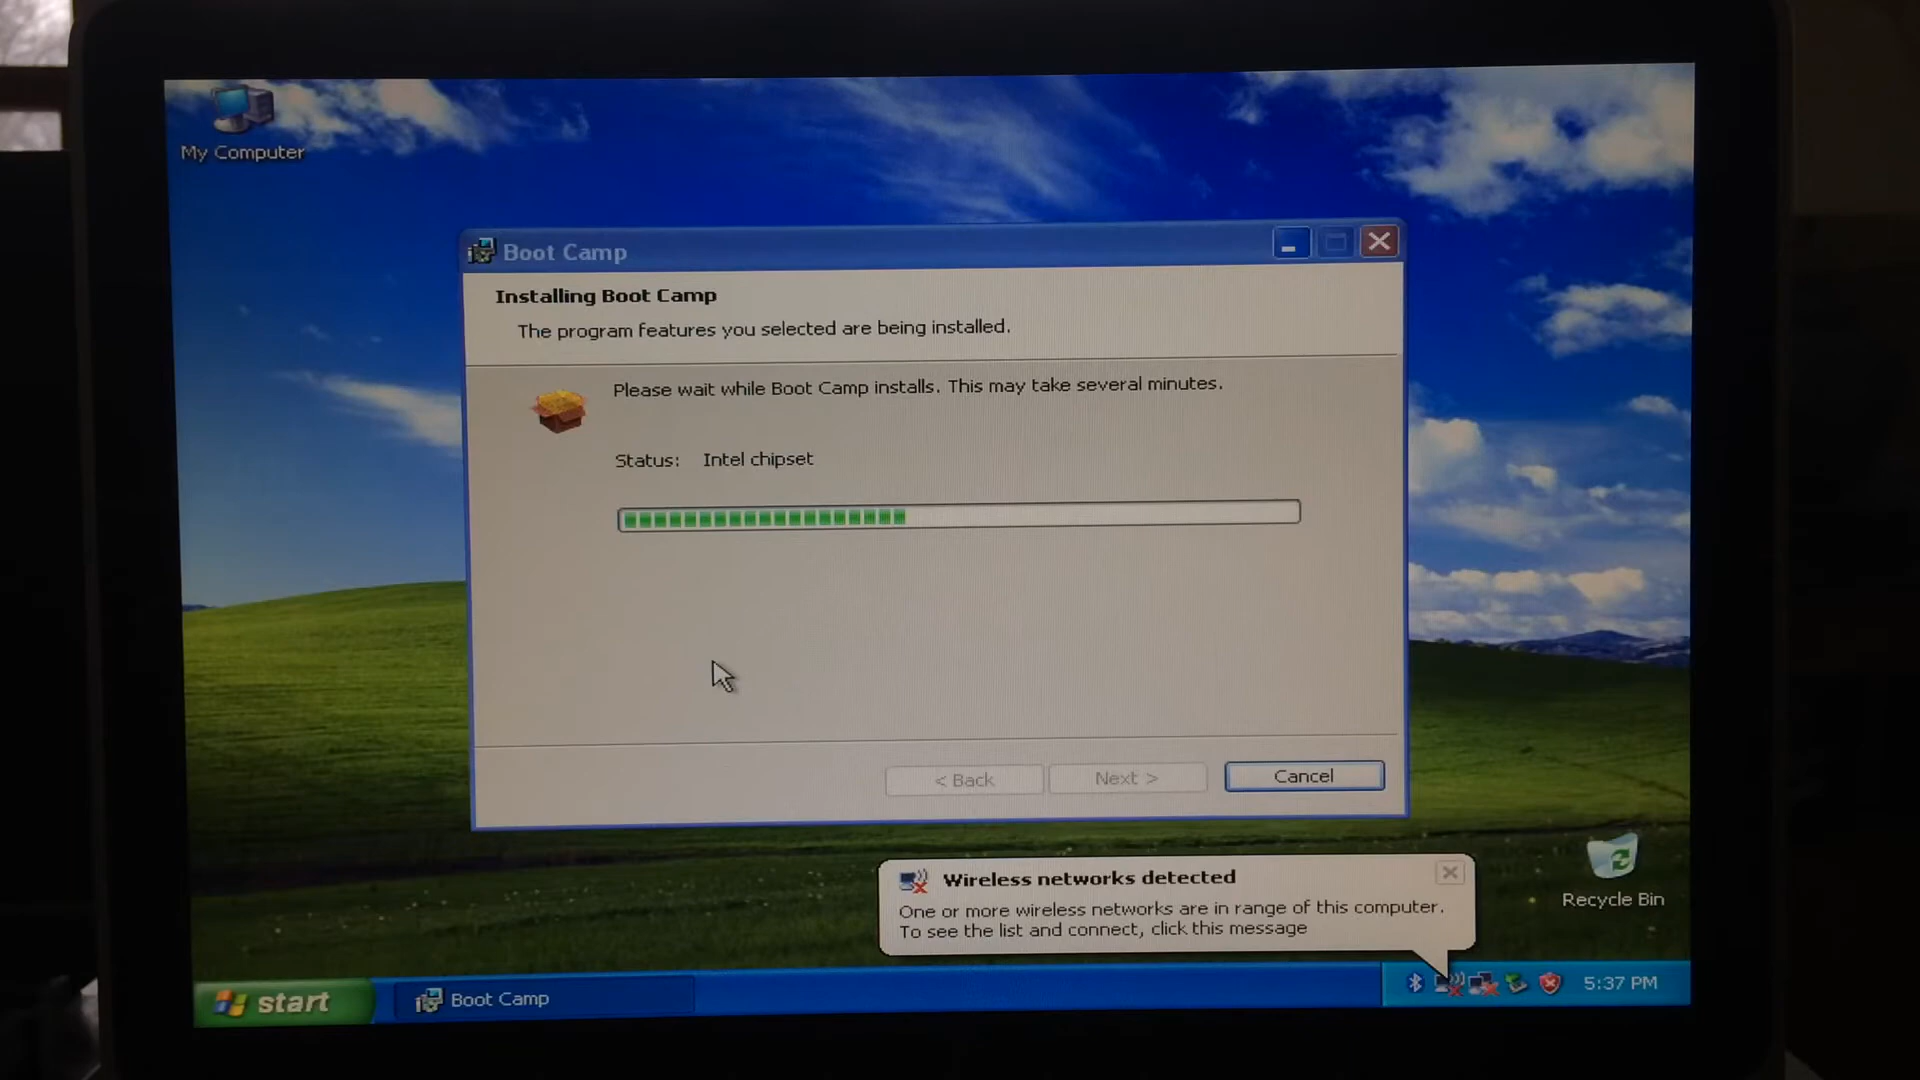 My Computer
Boot Camp
Installing Boot Camp
The program features you selected are being installed.
Please wait while Boot Camp installs. This may take several minutes.
Status: Intel chipset
< Back
Next >
Cancel
Wireless networks detected
One or more wireless networks are in range of this computer.
To see the list and connect, click this message
Recycle Bin
start
Boot Camp
5:37 PM